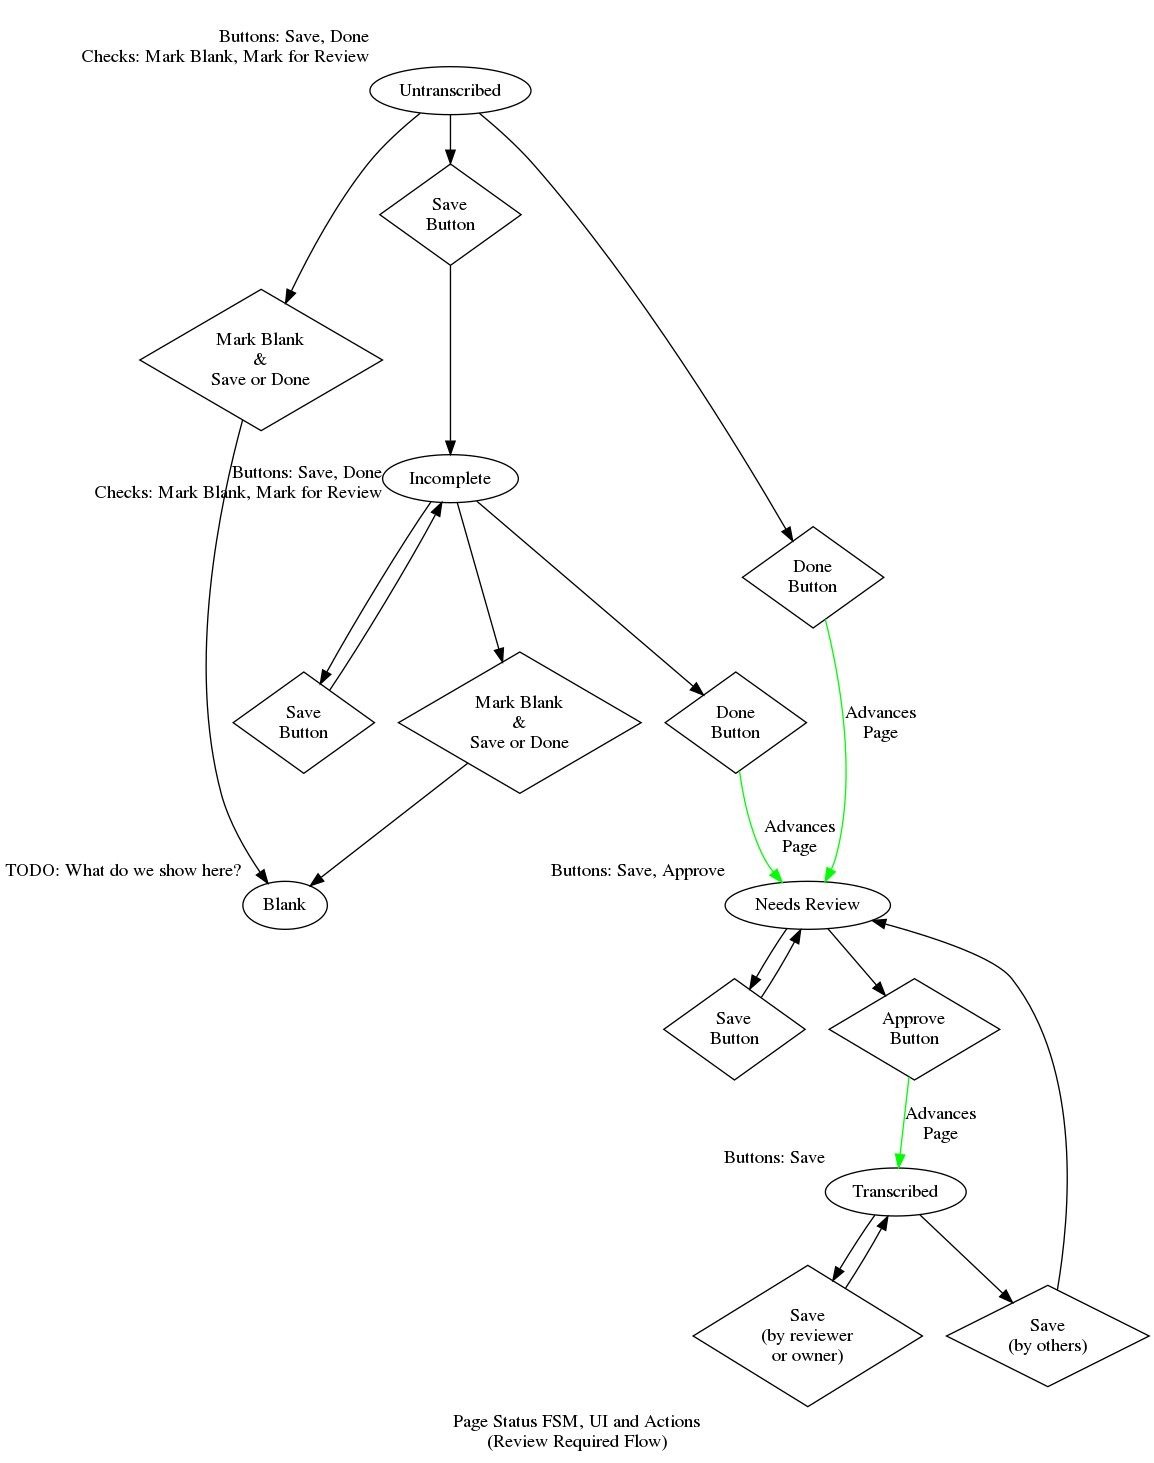 Buttons: Save, Done
Checks: Mark Blank, Mark for Review
Untranscribed
Save
Button
Mark Blank
&
Save or Done
Buttons: Save, Done
Checks: Mark Blank, Mark for Review
Incomplete
Done
Button
Save
Button
Mark Blank
&
Save or Done
Done
Button
Advances
Page
Advances
Page
TODO: What do we show here?
Blank
Buttons: Save, Approve
Needs Review
Save
Button
Approve
Button
Advances
Page
Buttons: Save
Transcribed
Save
(by reviewer
or owner)
Save
(by others)
Page Status FSM, UI and Actions
(Review Required Flow)